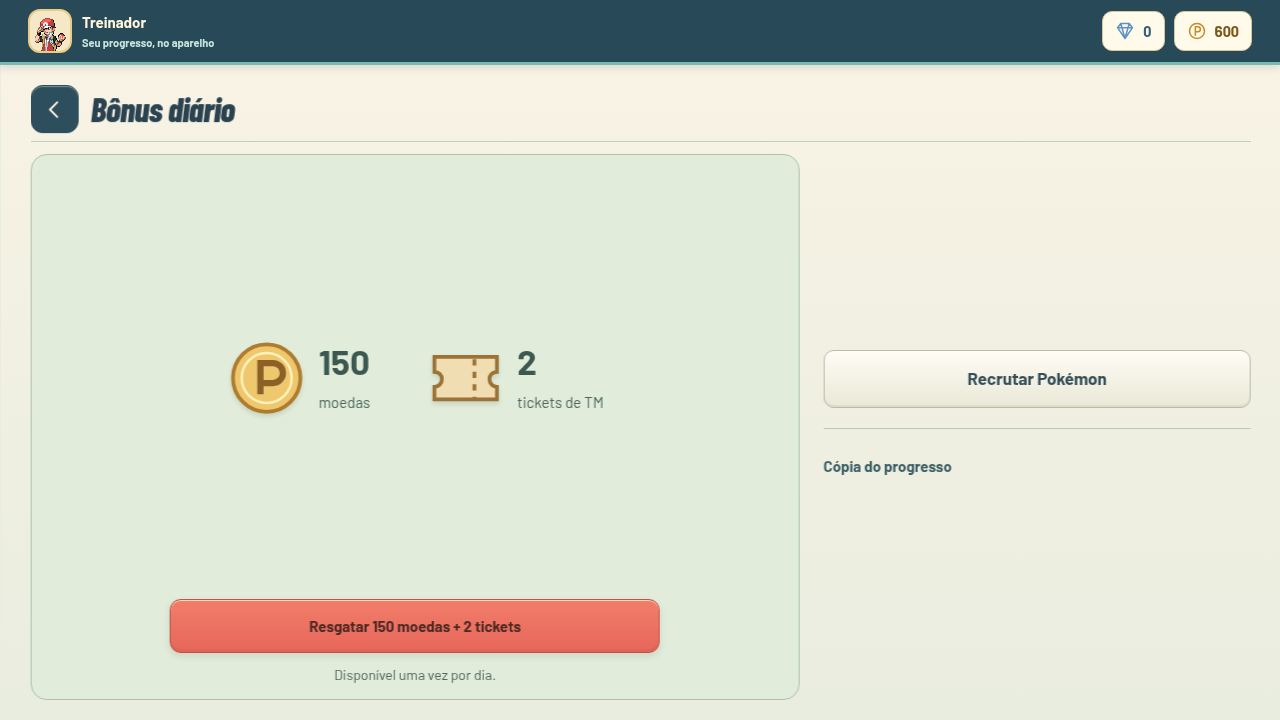 Treinador
Seu progresso, no aparelho
0
600
Bônus diário
P
150
moedas
2
tickets de TM
Resgatar 150 moedas + 2 tickets
Disponível uma vez por dia.
Recrutar Pokémon
Cópia do progresso